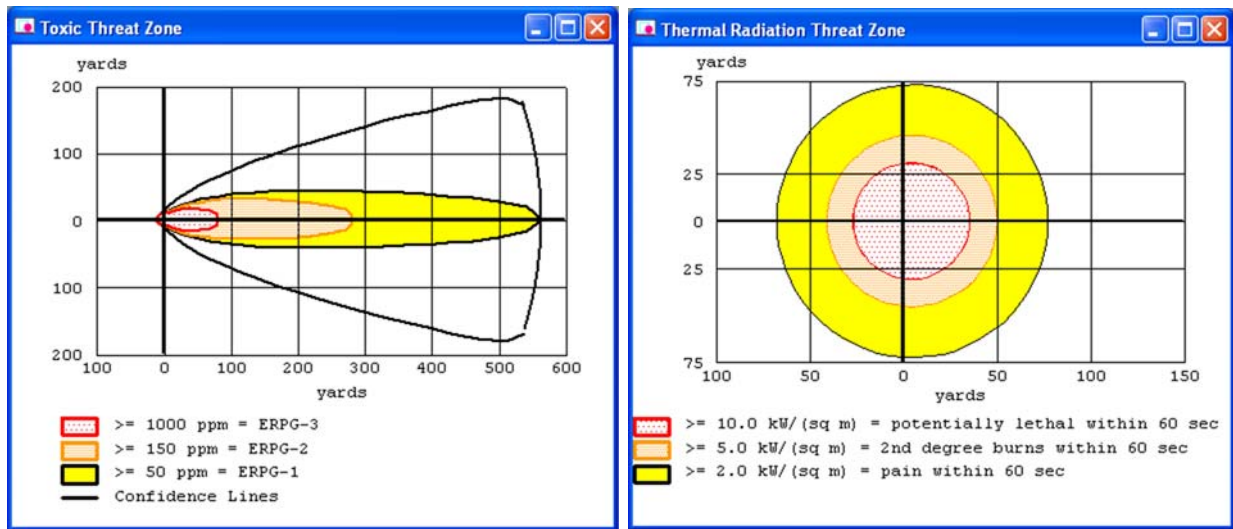 Toxic Threat Zone
yards
200
100
0
100
200
100 0 100 200 300 400 500 600
yards
>= 1000 ppm = ERPG-3
>= 150 ppm = ERPG-2
>= 50 ppm = ERPG-1
Confidence Lines
Thermal Radiation Threat Zone
yards
75
25
0
25
75
100 50 0 50 100 150
yards
>= 10.0 kW/(sq m) = potentially lethal within 60 sec
>= 5.0 kW/(sq m) = 2nd degree burns within 60 sec
>= 2.0 kW/(sq m) = pain within 60 sec